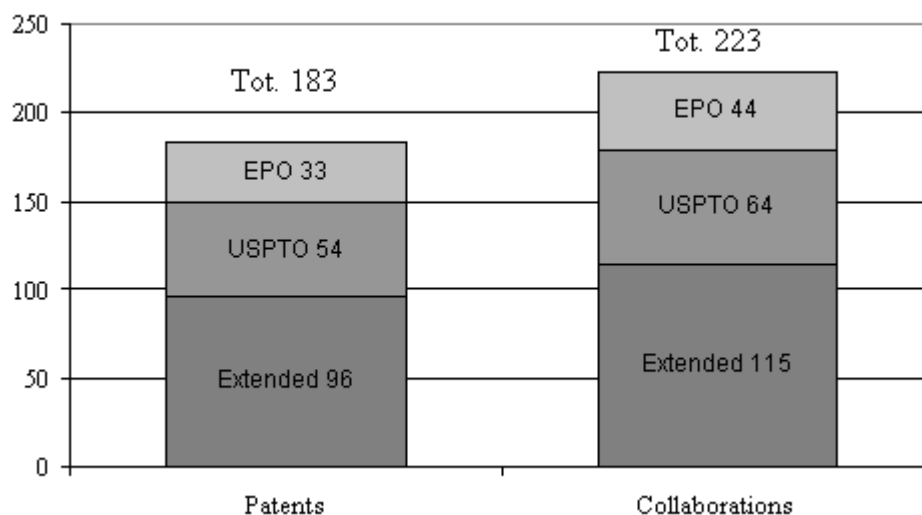 250
Tot. 223
Tot. 183
200
EPO 44
EPO 33
150
USPTO 64
USPTO 54
100
Extended 115
Extended 96
50
0
Patents
Collaborations